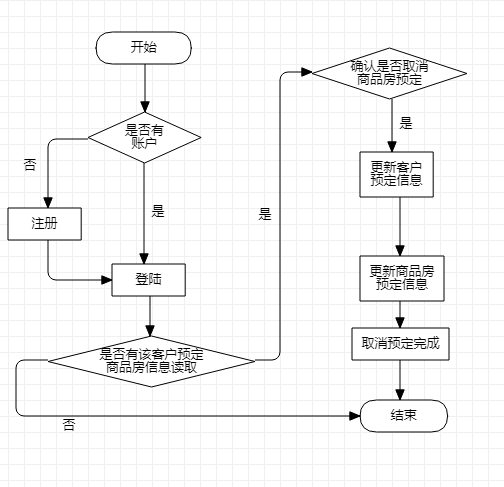 开始
是否有
账户
否
是
注册
登陆
是否有该客户预定
商品房信息读取
否
是
确认是否取消
商品房预定
是
更新客户
预定信息
更新商品房
预定信息
取消预定完成
结束